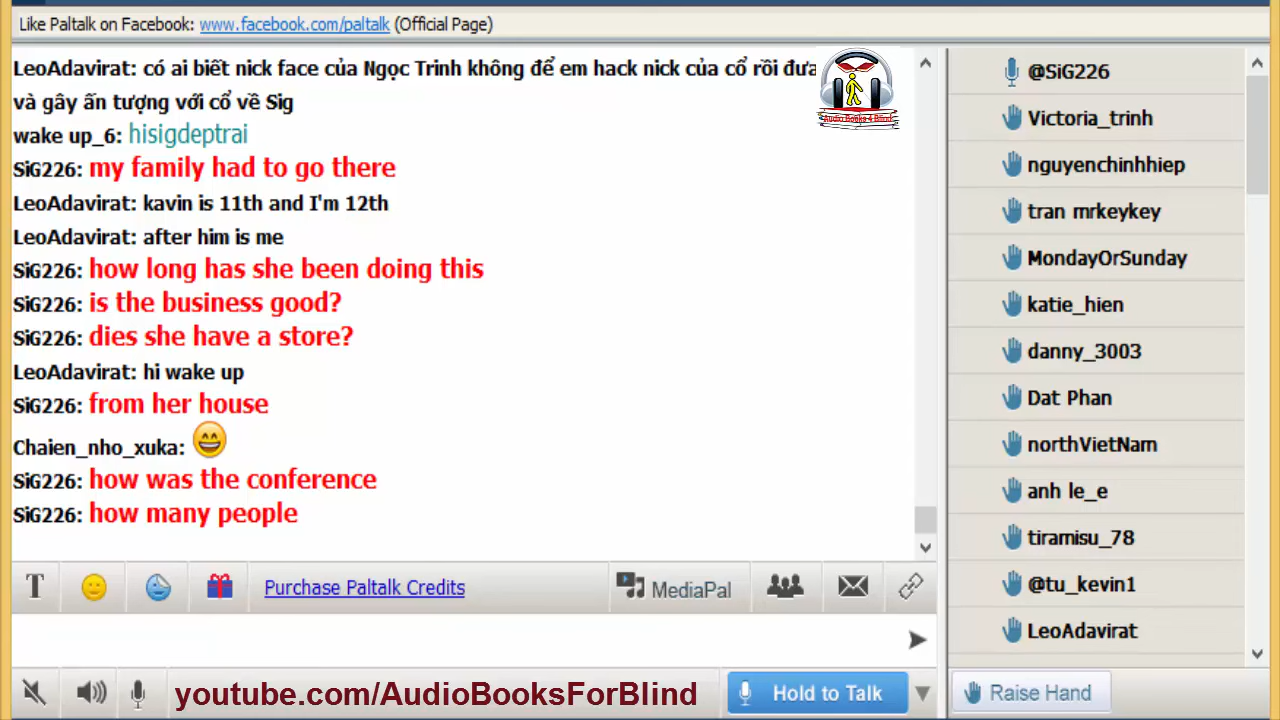 Like Paltalk on Facebook: www.facebook.com/paltalk (Official Page)
LeoAdavirat: có ai biết nick face của Ngọc Trinh không để em hack nick của cổ rồi đưa
và gây ấn tượng với cổ về Sig
wake up_6: hisigdeptrai
SiG226: my family had to go there
LeoAdavirat: kavin is 11th and I'm 12th
LeoAdavirat: after him is me
SiG226: how long has she been doing this
SiG226: is the business good?
SiG226: dies she have a store?
LeoAdavirat: hi wake up
SiG226: from her house
Chaien_nho_xuka:
SiG226: how was the conference
SiG226: how many people
Audio Books 4 Blind
@SiG226
Victoria_trinh
nguyenchinhhiep
tran mrkeykey
MondayOrSunday
katie_hien
danny_3003
Dat Phan
northVietNam
anh le_e
tiramisu_78
@tu_kevin1
LeoAdavirat
T
Purchase Paltalk Credits
MediaPal
youtube.com/AudioBooksForBlind
Hold to Talk
Raise Hand